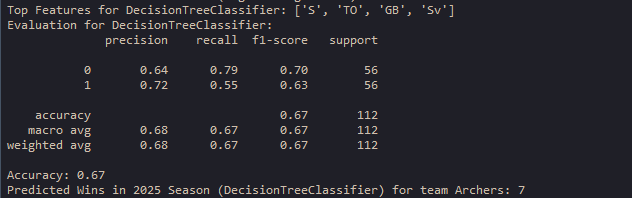 Top Features for DecisionTreeClassifier: ['S', 'TO', 'GB', 'Sv']
Evaluation for DecisionTreeClassifier:
precision recall f1-score support
0 0.64 0.79 0.70 56
1 0.72 0.55 0.63 56
accuracy 0.67 112
macro avg 0.68 0.67 0.67 112
weighted avg 0.68 0.67 0.67 112
Accuracy: 0.67
Predicted Wins in 2025 Season (DecisionTreeClassifier) for team Archers: 7